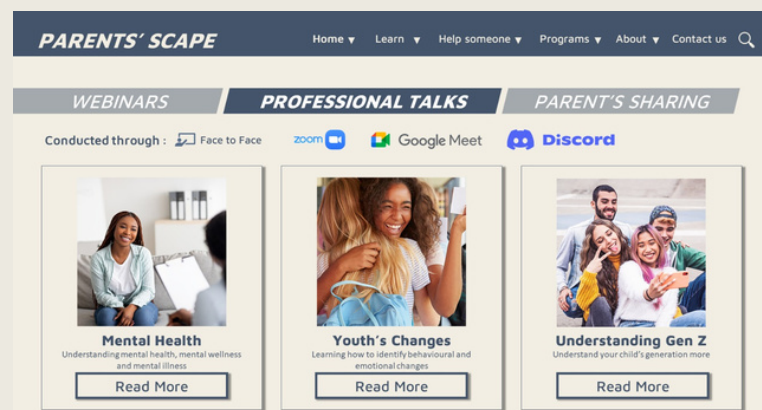 PARENTS’ SCAPE
Home ▼ Learn ▼ Help someone ▼ Programs ▼ About ▼ Contact us
WEBINARS PROFESSIONAL TALKS PARENT’S SHARING
Conducted through : Face to Face zoom Google Meet Discord
Mental Health
Understanding mental health, mental wellness
and mental illness
Read More
Youth’s Changes
Learning how to identify behavioural and
emotional changes
Read More
Understanding Gen Z
Understand your child’s generation more
Read More